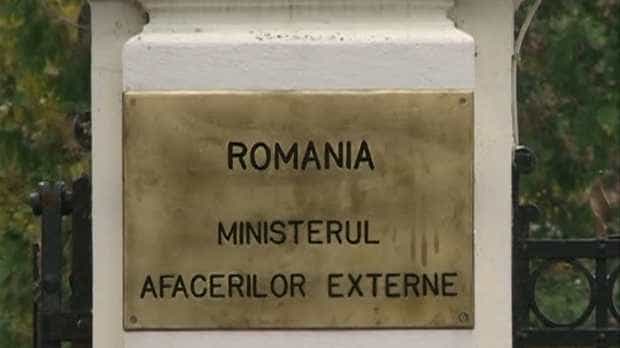 ROMANIA
MINISTERUL
AFACERILOR EXTERNE